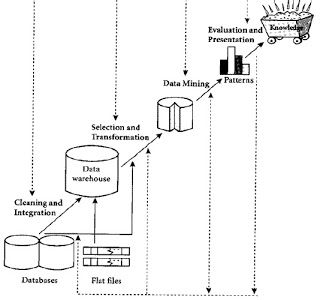 Evaluation and
Presentation
Knowledge
Data Mining
Patterns
Selection and
Transformation
Data
warehouse
Cleaning and
Integration
Databases
Flat files